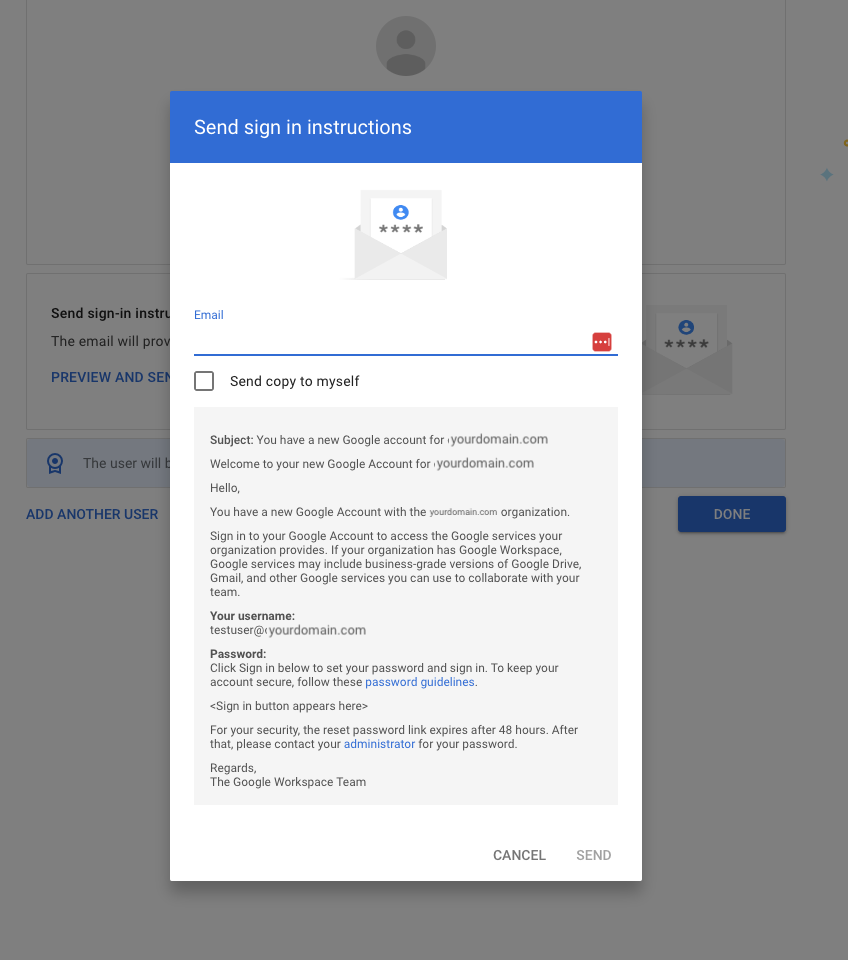 Send sign in instructions
****
Email
Send copy to myself
Subject: You have a new Google account for yourdomain.com
Welcome to your new Google Account for yourdomain.com
Hello,
You have a new Google Account with the yourdomain.com organization.
Sign in to your Google Account to access the Google services your
organization provides. If your organization has Google Workspace,
Google services may include business-grade versions of Google Drive,
Gmail, and other Google services you can use to collaborate with your
team.
Your username:
testuser@yourdomain.com
Password:
Click Sign in below to set your password and sign in. To keep your
account secure, follow these password guidelines.
<Sign in button appears here>
For your security, the reset password link expires after 48 hours. After
that, please contact your administrator for your password.
Regards,
The Google Workspace Team
CANCEL SEND
Send sign-in instru
The email will prov
PREVIEW AND SEN
****
The user will b
ADD ANOTHER USER
DONE